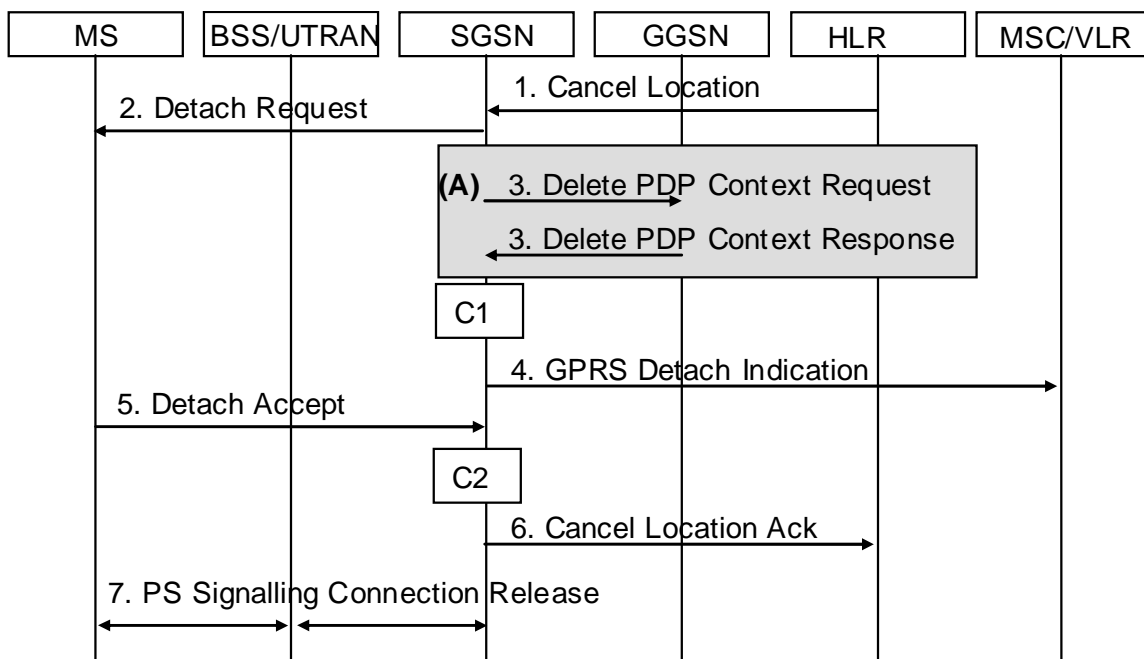 MS
BSS/UTRAN
SGSN
GGSN
HLR
MSC/VLR
1. Cancel Location
2. Detach Request
(A)
3. Delete PDP Context Request
3. Delete PDP Context Response
C1
4. GPRS Detach Indication
5. Detach Accept
C2
6. Cancel Location Ack
7. PS Signalling Connection Release